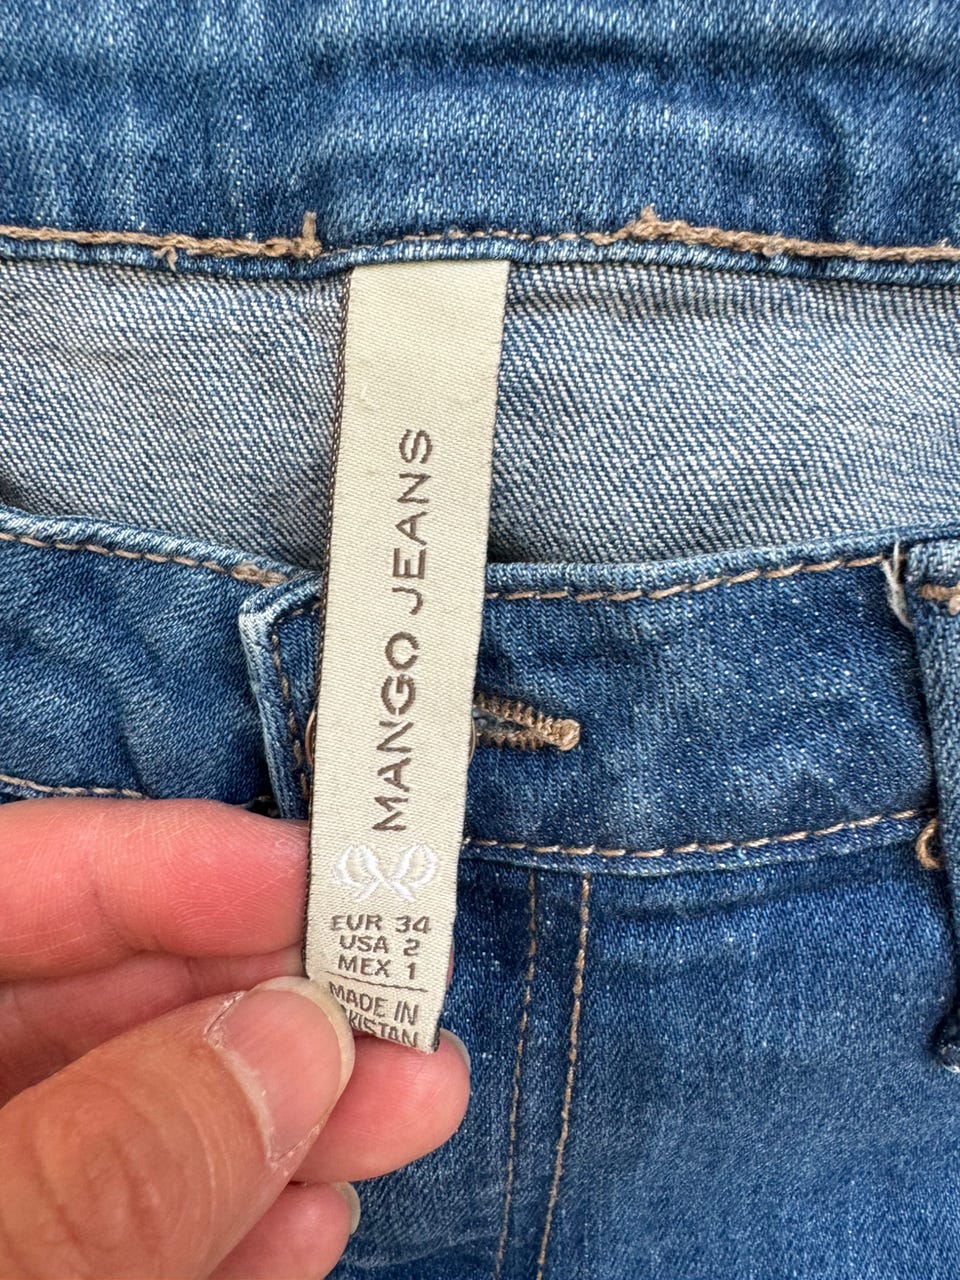 MANGO JEANS
EUR 34
USA 2
MEX 1
MADE IN